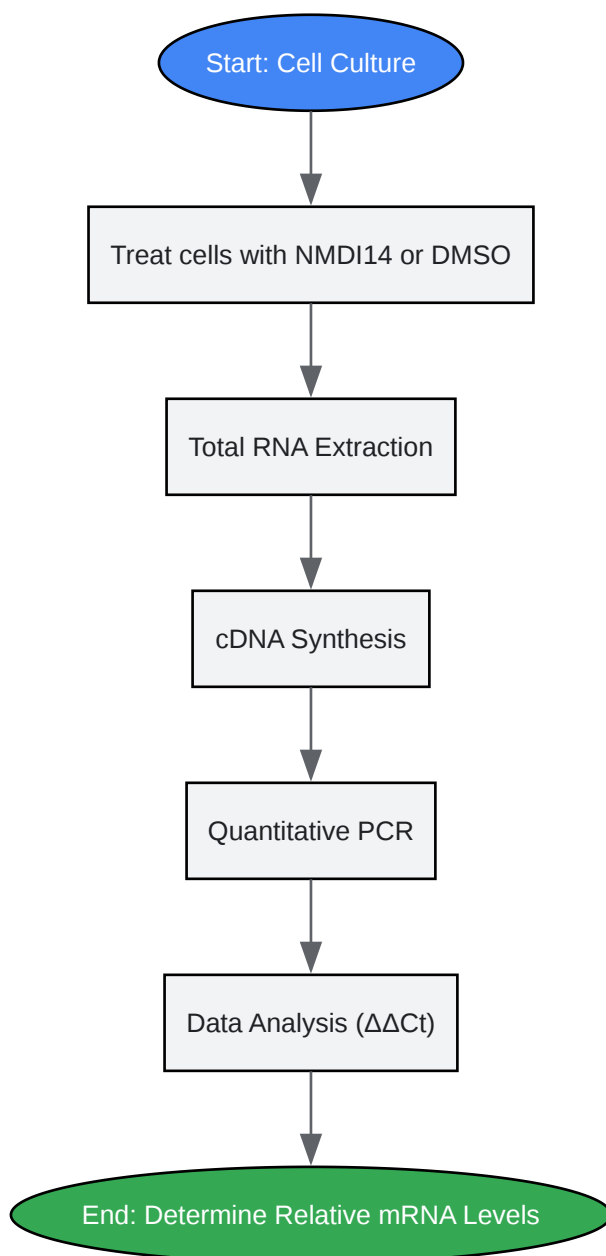 Start: Cell Culture
Treat cells with NMDI14 or DMSO
Total RNA Extraction
cDNA Synthesis
Quantitative PCR
Data Analysis (ΔΔCt)
End: Determine Relative mRNA Levels